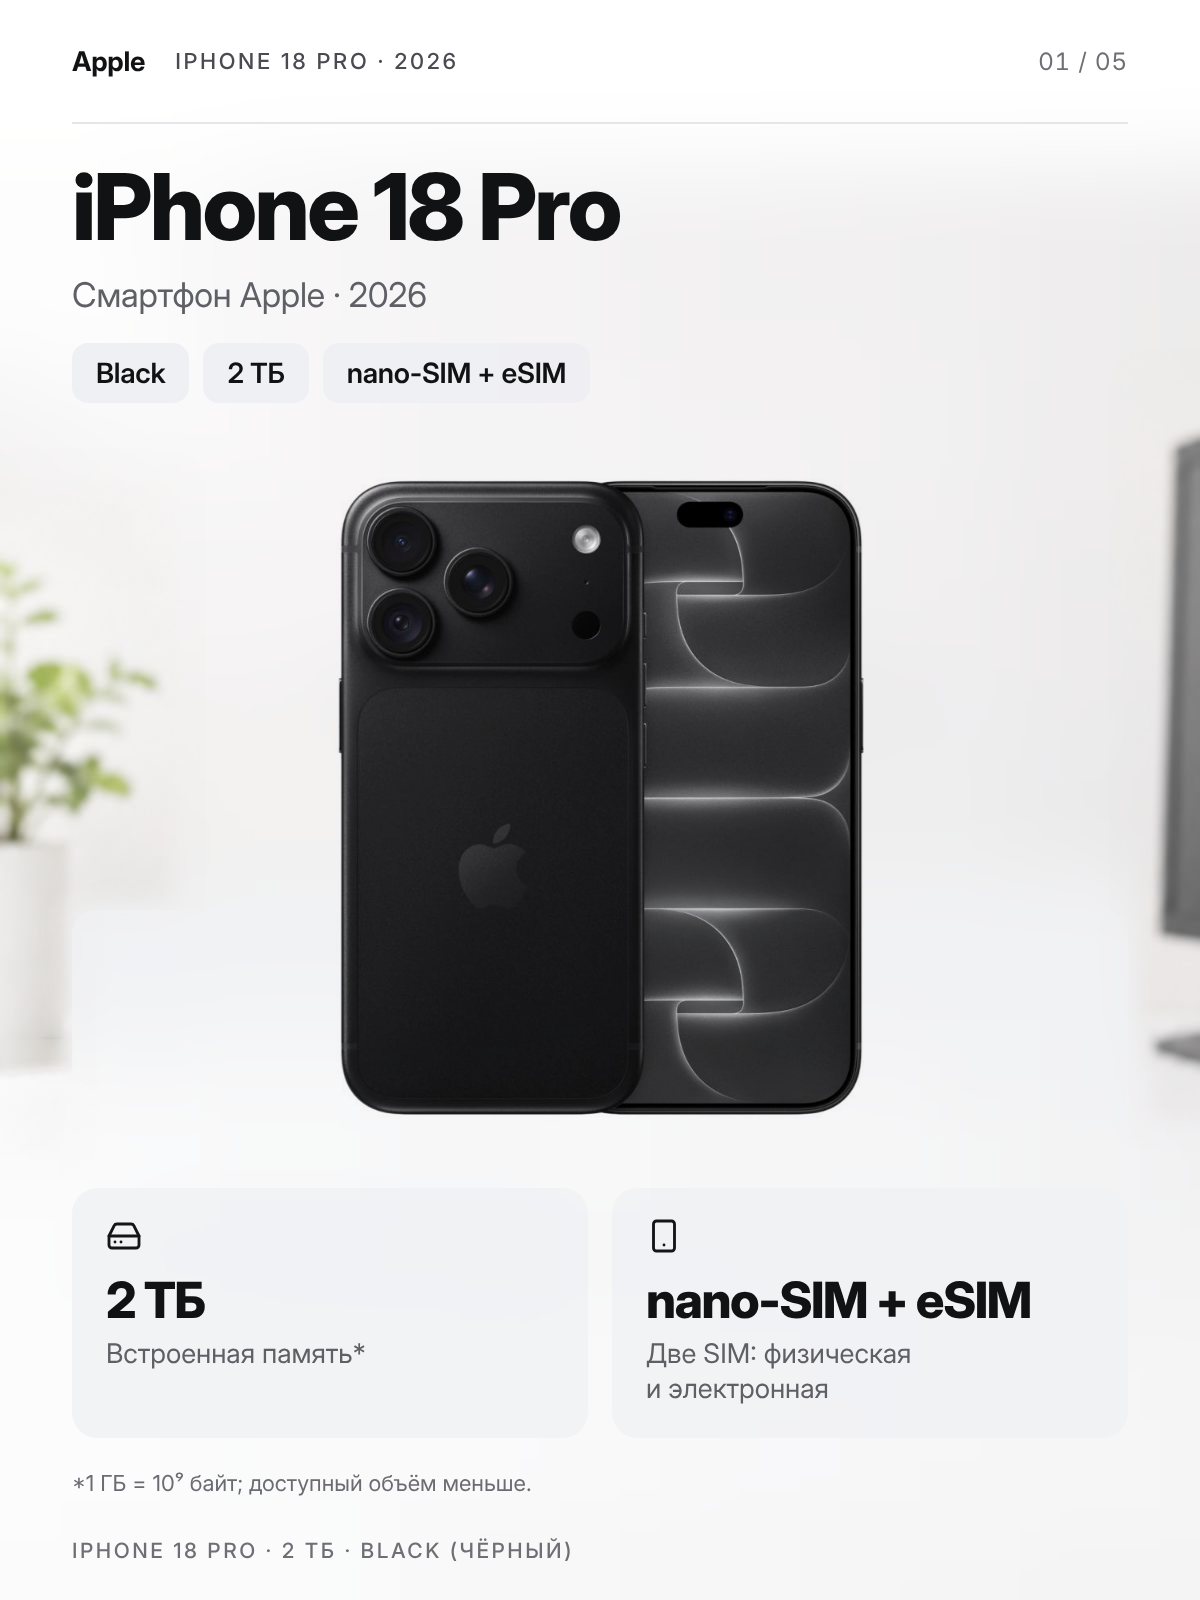 Apple IPHONE 18 PRO · 2026 01 / 05
iPhone 18 Pro
Смартфон Apple · 2026
Black 2 ТБ nano-SIM + eSIM
2 ТБ
Встроенная память*
nano-SIM + eSIM
Две SIM: физическая
и электронная
*1 ГБ = 10⁹ байт; доступный объём меньше.
IPHONE 18 PRO · 2 ТБ · BLACK (ЧЁРНЫЙ)